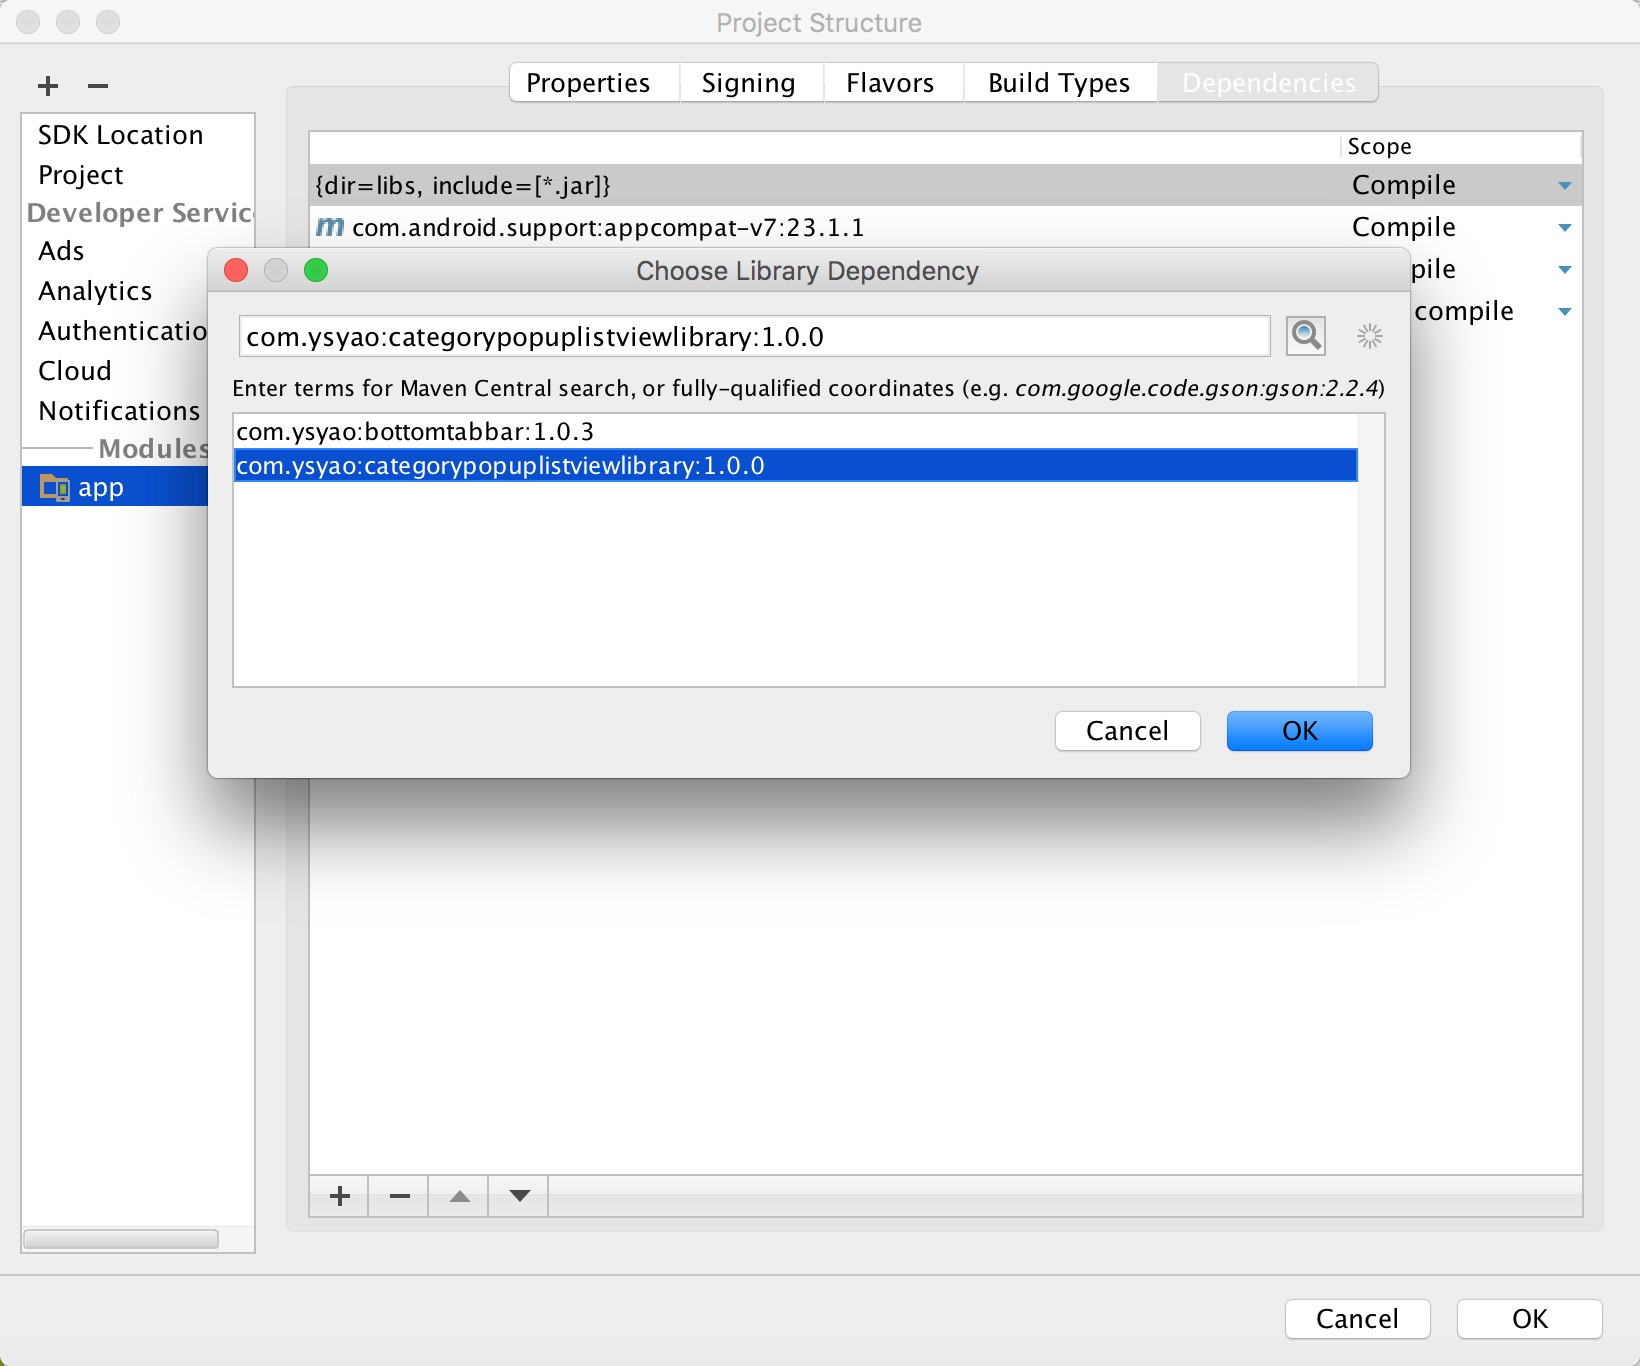 Project Structure
Properties
Signing
Flavors
Build Types
Dependencies
SDK Location
Project
Developer Servic
Ads
Analytics
Authenticatio
Cloud
Notifications
Modules
app
Scope
{dir=libs, include=[*.jar]}
Compile
m com.android.support:appcompat-v7:23.1.1
Compile
pile
compile
Choose Library Dependency
com.ysyao:categorypopuplistviewlibrary:1.0.0
Enter terms for Maven Central search, or fully-qualified coordinates (e.g. com.google.code.gson:gson:2.2.4)
com.ysyao:bottomtabbar:1.0.3
com.ysyao:categorypopuplistviewlibrary:1.0.0
Cancel
OK
Cancel
OK